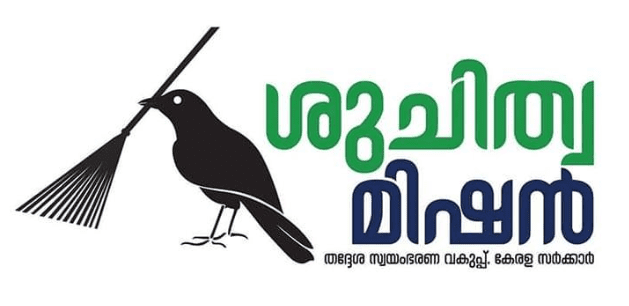 ശുചിത്വ
മിഷൻ
തദ്ദേശ സ്വയംഭരണ വകുപ്പ്. കേരള സർക്കാർ